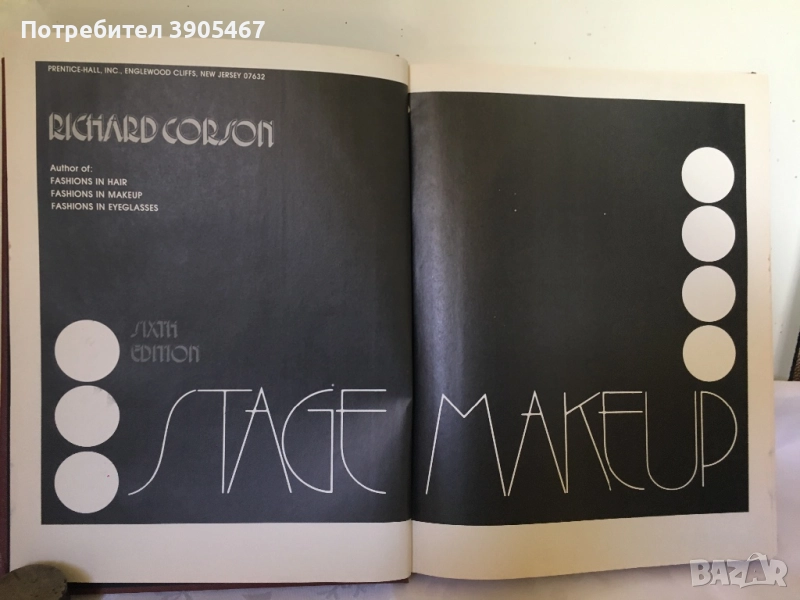 Потребител 3905467
PRENTICE-HALL, INC., ENGLEWOOD CLIFFS, NEW JERSEY 07632
RICHARD CORSON
Author of:
FASHIONS IN HAIR
FASHIONS IN MAKEUP
FASHIONS IN EYEGLASSES
SIXTH
EDITION
STAGE MAKEUP
BAZAR